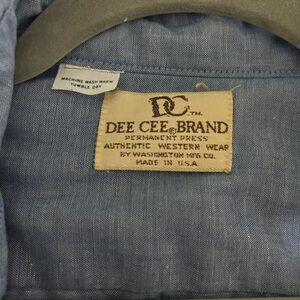 MACHINE WASH WARM
TUMBLE DRY
DC TM
DEE CEE® BRAND
PERMANENT PRESS
AUTHENTIC WESTERN WEAR
BY WASHINGTON MFG. CO.
MADE IN U.S.A.